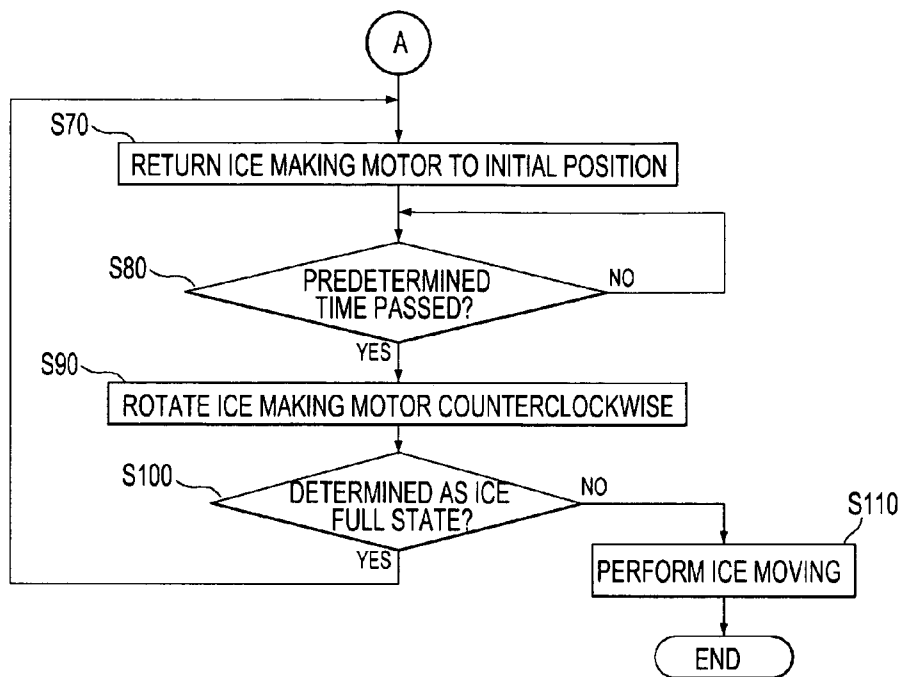 A
S70
RETURN ICE MAKING MOTOR TO INITIAL POSITION
S80
PREDETERMINED
TIME PASSED?
NO
YES
S90
ROTATE ICE MAKING MOTOR COUNTERCLOCKWISE
S100
DETERMINED AS ICE
FULL STATE?
NO
YES
S110
PERFORM ICE MOVING
END